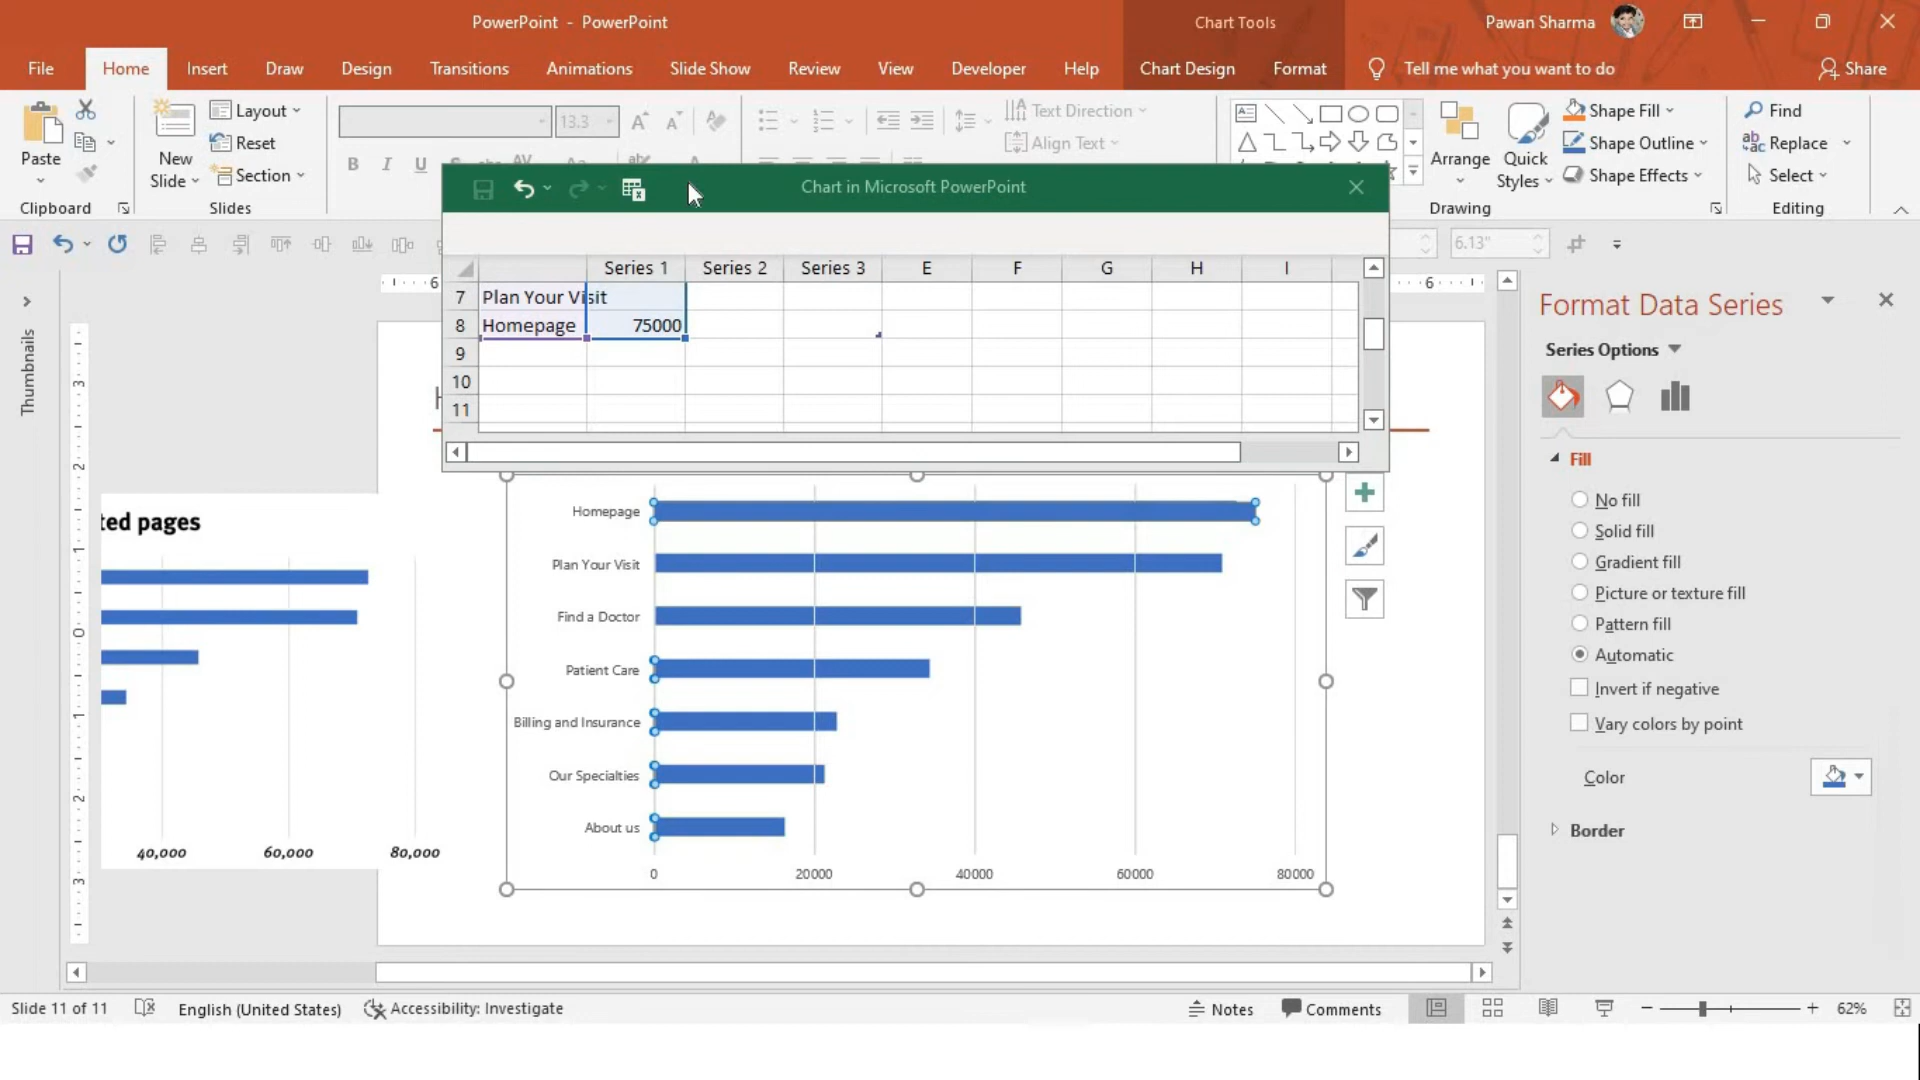 PowerPoint - PowerPoint
Chart Tools
Pawan Sharma
File Home Insert Draw Design Transitions Animations Slide Show Review View Developer Help Chart Design Format Tell me what you want to do Share
Paste
New Slide
Layout
Reset
Section
13.3
B I U
Text Direction
Align Text
Arrange
Quick Styles
Shape Fill
Shape Outline
Shape Effects
Find
Replace
Select
Clipboard Slides Drawing Editing
Chart in Microsoft PowerPoint
6.13"
Series 1 Series 2 Series 3 E F G H I
7 Plan Your Visit
8 Homepage 75000
9
10
11
Thumbnails
ted pages
40,000 60,000 80,000
Homepage
Plan Your Visit
Find a Doctor
Patient Care
Billing and Insurance
Our Specialties
About us
0 20000 40000 60000 80000
Format Data Series
Series Options
Fill
No fill
Solid fill
Gradient fill
Picture or texture fill
Pattern fill
Automatic
Invert if negative
Vary colors by point
Color
Border
Slide 11 of 11 English (United States) Accessibility: Investigate Notes Comments 62%